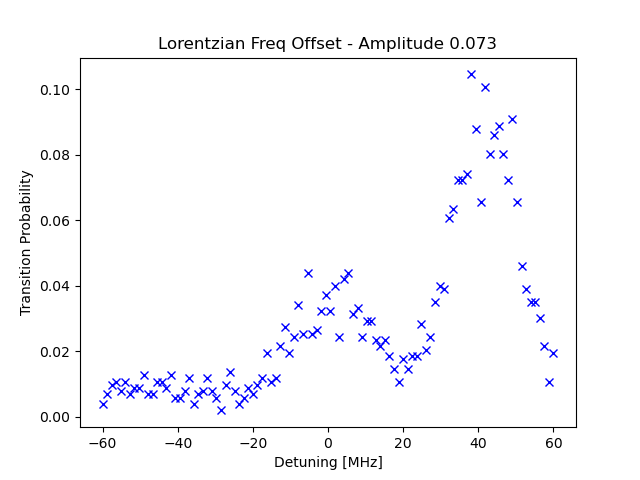 Lorentzian Freq Offset - Amplitude 0.073
0.10
0.08
0.06
0.04
0.02
0.00
Transition Probability
−60 −40 −20 0 20 40 60
Detuning [MHz]